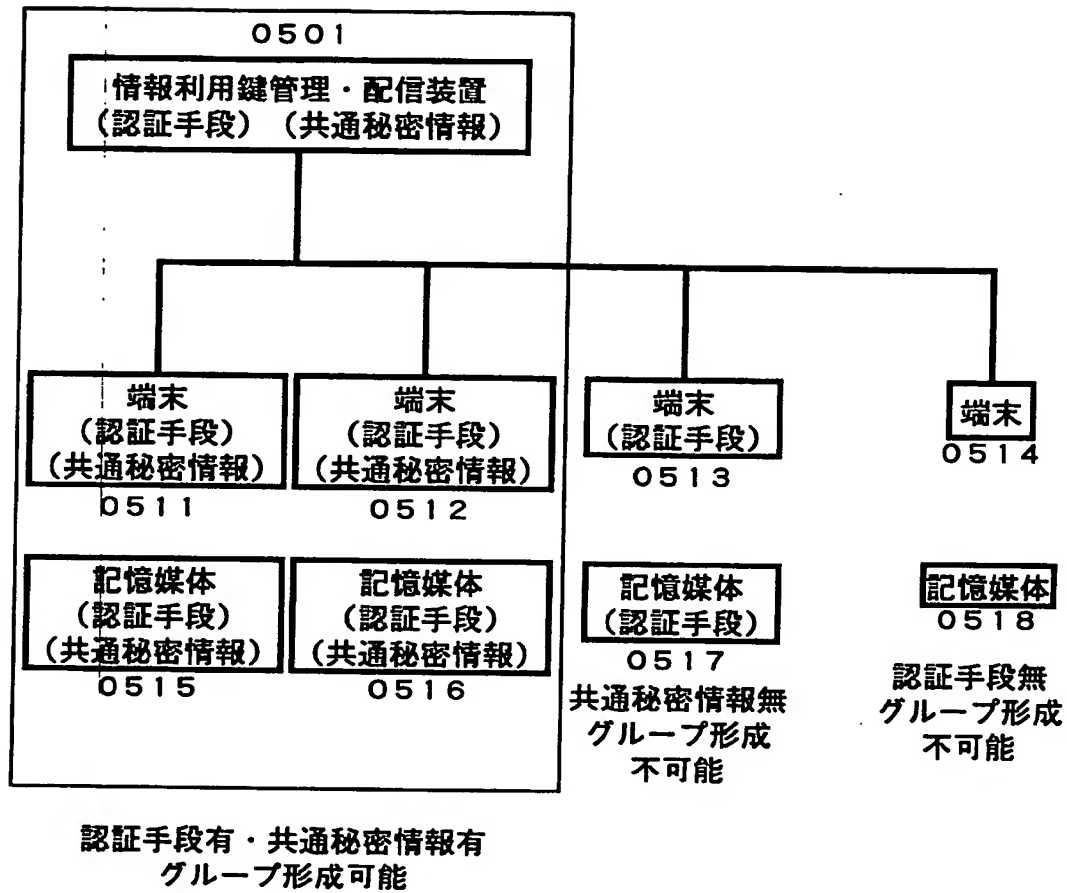 0501
情報利用鍵管理・配信装置
(認証手段) (共通秘密情報)
端末
(認証手段)
(共通秘密情報)
0511
端末
(認証手段)
(共通秘密情報)
0512
端末
(認証手段)
0513
端末
0514
記憶媒体
(認証手段)
(共通秘密情報)
0515
記憶媒体
(認証手段)
(共通秘密情報)
0516
記憶媒体
(認証手段)
0517
共通秘密情報無
グループ形成
不可能
記憶媒体
0518
認証手段無
グループ形成
不可能
認証手段有・共通秘密情報有
グループ形成可能